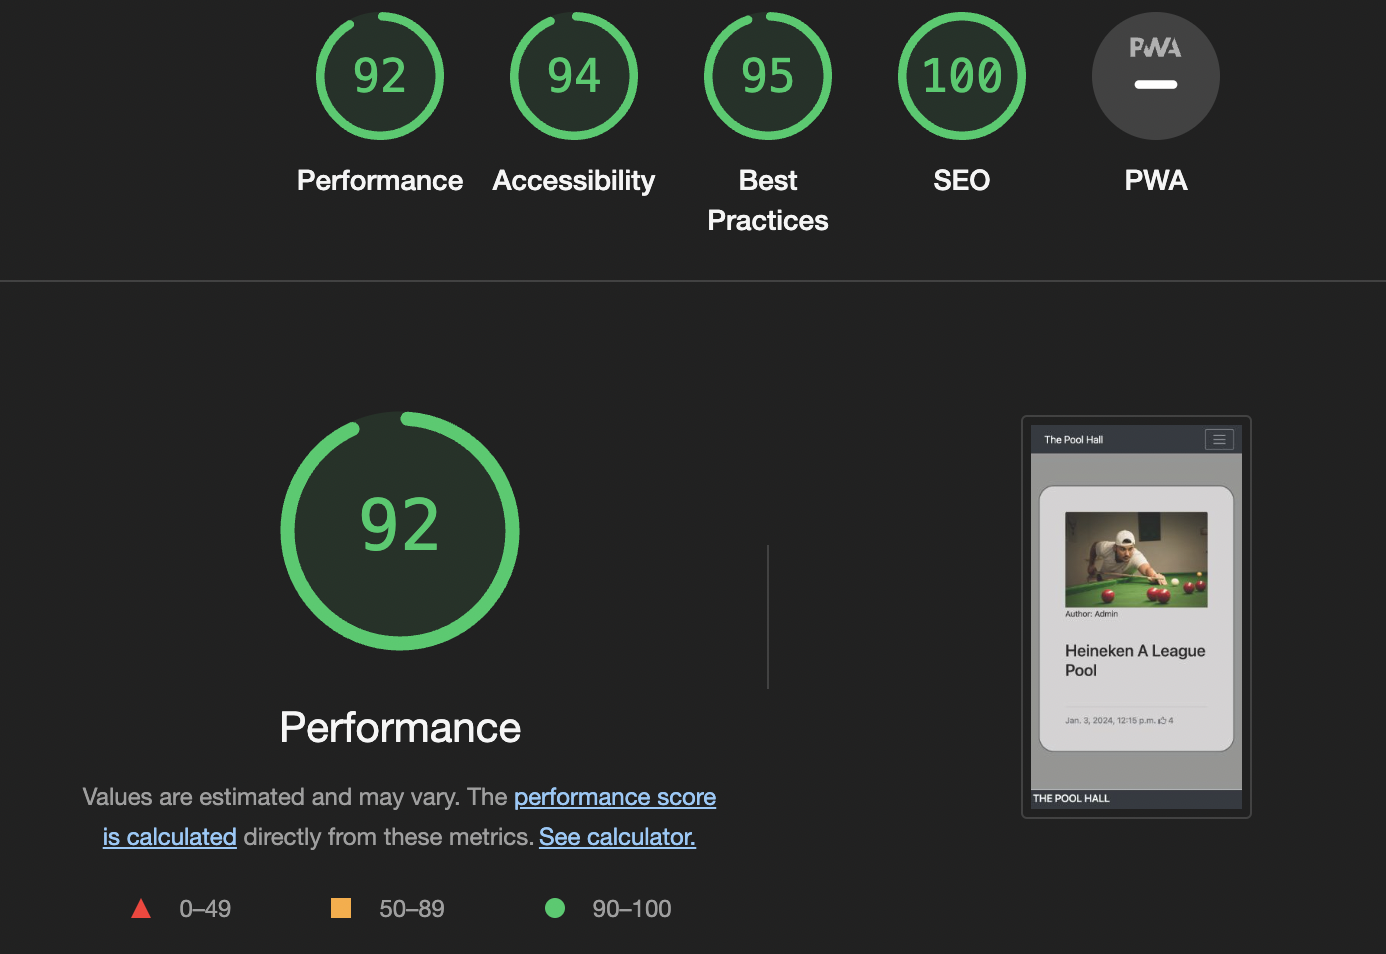 92
94
95
100
PWA
Performance
Accessibility
Best
Practices
SEO
PWA
92
Performance
Values are estimated and may vary. The performance score
is calculated directly from these metrics. See calculator.
0–49
50–89
90–100
The Pool Hall
Author: Admin
Heineken A League
Pool
Jan. 3, 2024, 12:15 p.m. 4
THE POOL HALL